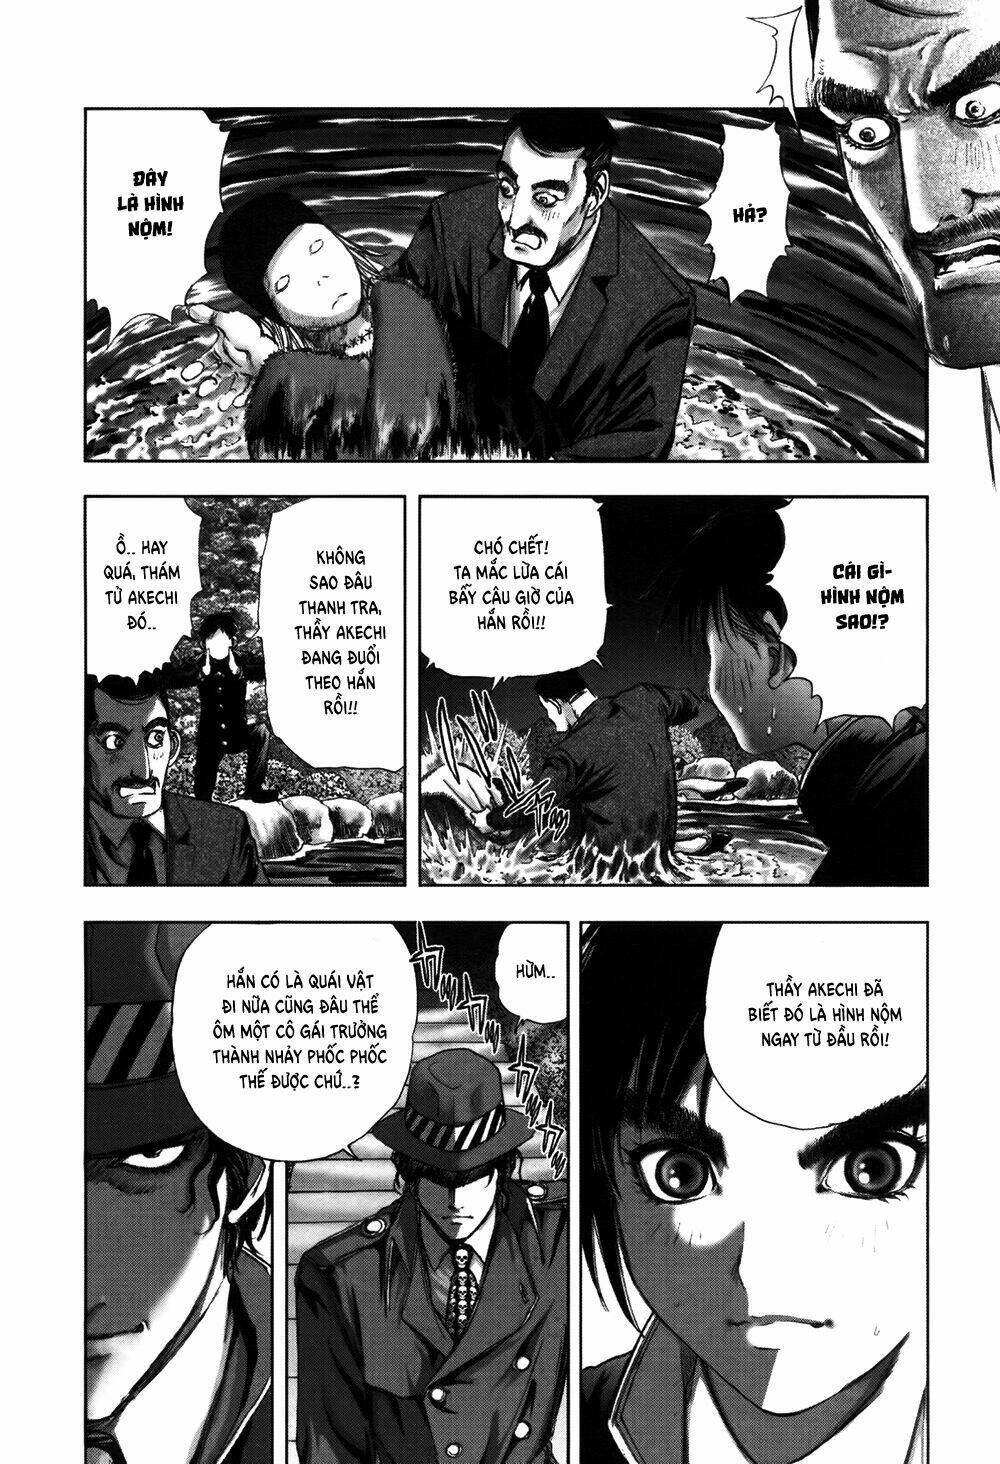 HẢ?
ĐÂY
LÀ HÌNH
NỘM!
CÁI GÌ-
HÌNH NỘM
SAO!?
CHÓ CHẾT!
TA MẮC LỪA CÁI
BẪY CÂU GIỜ CỦA
HẮN RỒI!!
KHÔNG
SAO ĐÂU
THANH TRA,
THẦY AKECHI
ĐANG ĐUỔI
THEO HẮN
RỒI!!
Ồ.. HAY
QUÁ, THÁM
TỬ AKECHI
ĐÓ..
THẦY AKECHI ĐÃ
BIẾT ĐÓ LÀ HÌNH NỘM
NGAY TỪ ĐẦU RỒI!
HỪM..
HẮN CÓ LÀ QUÁI VẬT
ĐI NỮA CŨNG ĐÂU THỂ
ÔM MỘT CÔ GÁI TRƯỞNG
THÀNH NHẢY PHỐC PHỐC
THẾ ĐƯỢC CHỨ..?